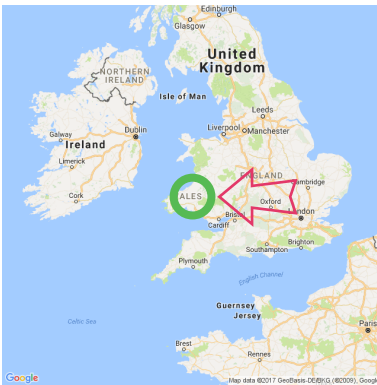 Edinburgh
Glasgow
United
Kingdom
NORTHERN
IRELAND
Isle of Man
Leeds
Dublin
Liverpool
Manchester
Galway
Ireland
Limerick
ENGLAND
Cambridge
ALES
Cork
Oxford
Bristol
London
Cardiff
Southampton
Brighton
Plymouth
English Channel
Guernsey
Jersey
Celtic Sea
Paris
Brest
Rennes
Google
Map data ©2017 GeoBasis-DE/BKG (©2009), Google